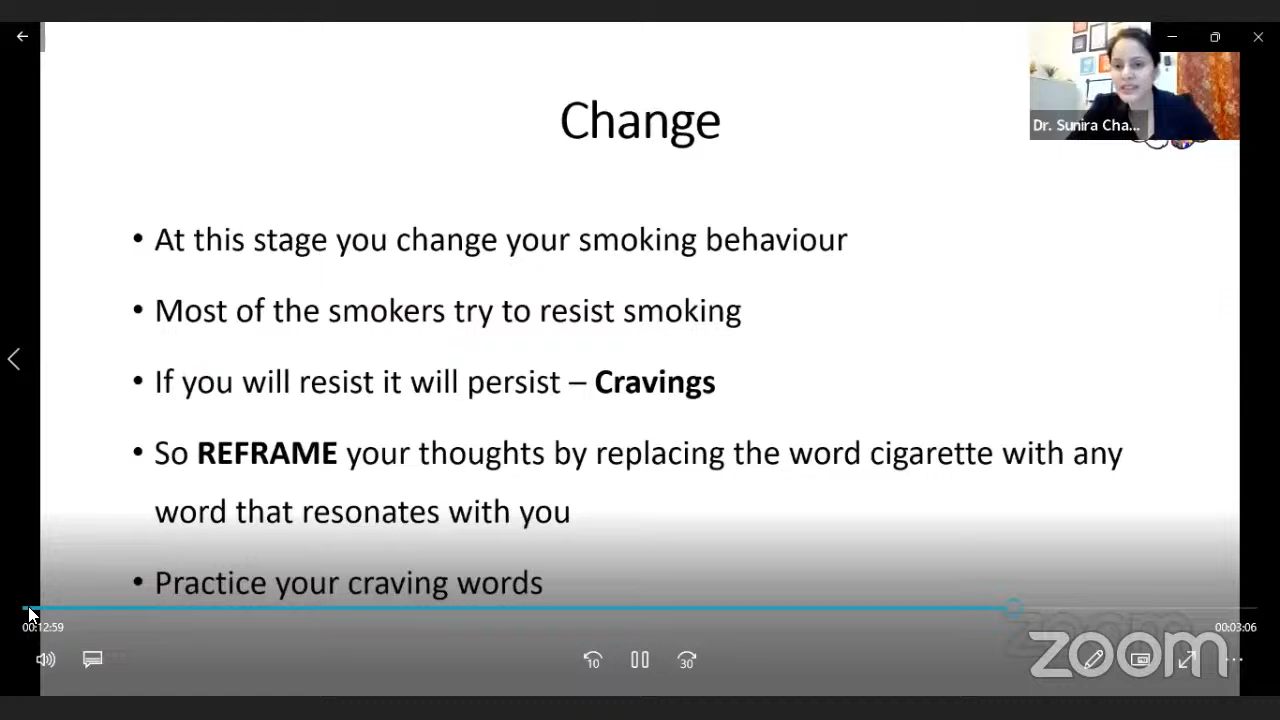 Change
Dr. Sunira Cha...
• At this stage you change your smoking behaviour
• Most of the smokers try to resist smoking
• If you will resist it will persist – Cravings
• So REFRAME your thoughts by replacing the word cigarette with any
word that resonates with you
• Practice your craving words
00:12:59
00:03:06
10
30
zoom